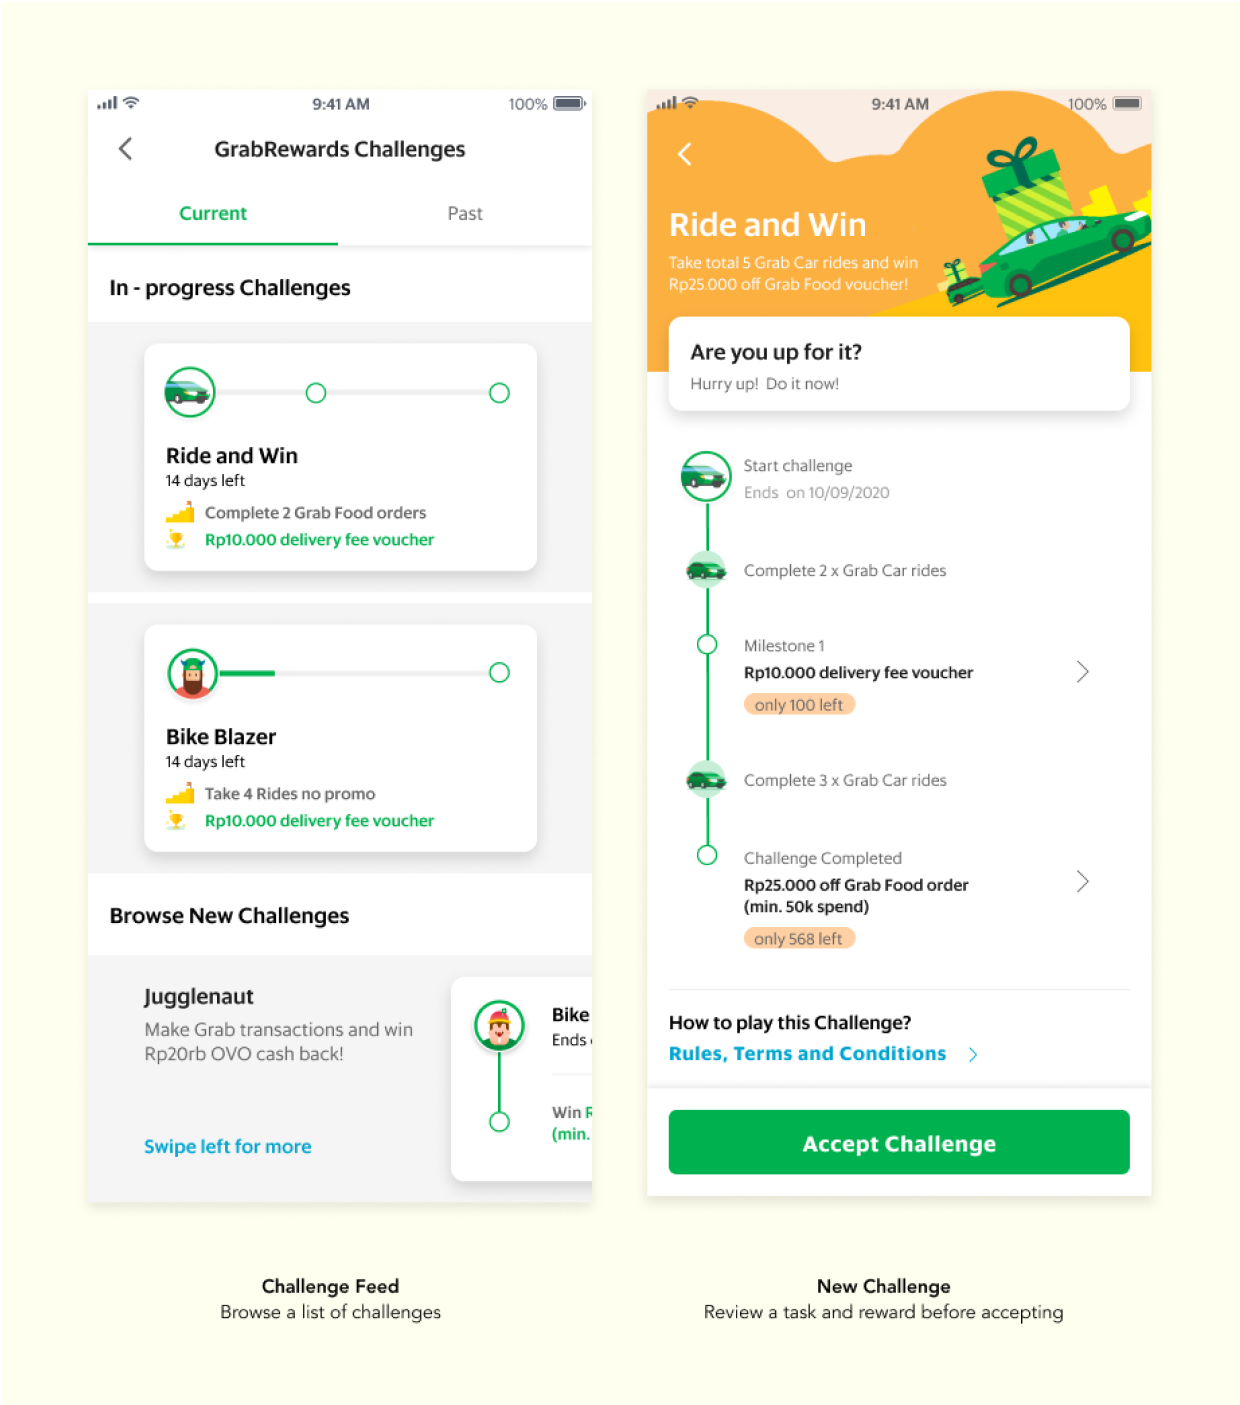 9:41 AM
100%
GrabRewards Challenges
Current
Past
In - progress Challenges
Ride and Win
14 days left
Complete 2 Grab Food orders
Rp10.000 delivery fee voucher
Bike Blazer
14 days left
Take 4 Rides no promo
Rp10.000 delivery fee voucher
Browse New Challenges
Jugglenaut
Make Grab transactions and win
Rp20rb OVO cash back!
Swipe left for more
Bike
Ends
Win
(min.
Challenge Feed
Browse a list of challenges
9:41 AM
100%
Ride and Win
Take total 5 Grab Car rides and win
Rp25.000 off Grab Food voucher!
Are you up for it?
Hurry up! Do it now!
Start challenge
Ends on 10/09/2020
Complete 2 x Grab Car rides
Milestone 1
Rp10.000 delivery fee voucher
only 100 left
Complete 3 x Grab Car rides
Challenge Completed
Rp25.000 off Grab Food order
(min. 50k spend)
only 568 left
How to play this Challenge?
Rules, Terms and Conditions
Accept Challenge
New Challenge
Review a task and reward before accepting